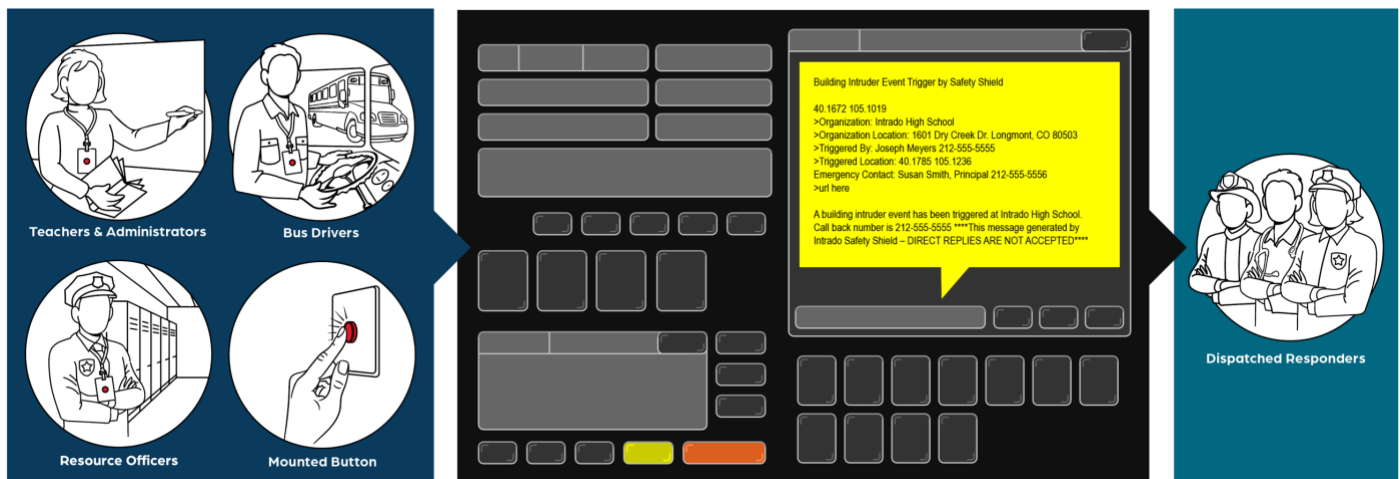 Teachers & Administrators
Bus Drivers
Resource Officers
Mounted Button
Building Intruder Event Trigger by Safety Shield
40.1672 105.1019
>Organization: Intrado High School
>Organization Location: 1601 Dry Creek Dr. Longmont, CO 80503
>Triggered By: Joseph Meyers 212-555-5555
>Triggered Location: 40.1785 105.1236
Emergency Contact: Susan Smith, Principal 212-555-5556
>url here
A building intruder event has been triggered at Intrado High School.
Call back number is 212-555-5555 ****This message generated by
Intrado Safety Shield – DIRECT REPLIES ARE NOT ACCEPTED****
Dispatched Responders